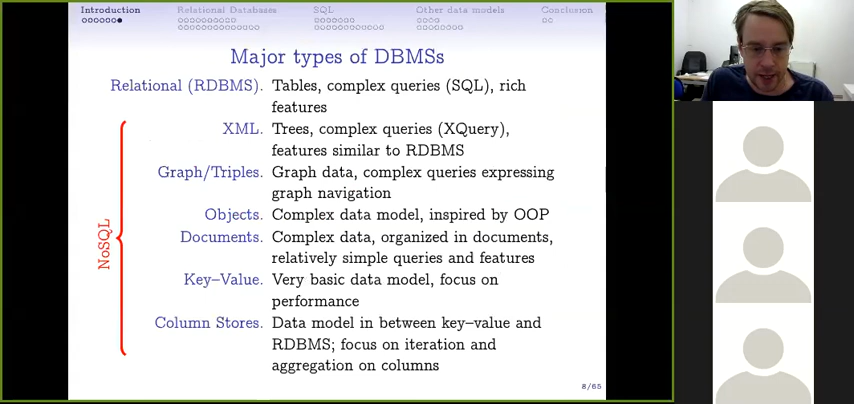 Introduction Relational Databases SQL Other data models Conclusion
Major types of DBMSs
Relational (RDBMS). Tables, complex queries (SQL), rich
features
XML. Trees, complex queries (XQuery),
features similar to RDBMS
Graph/Triples. Graph data, complex queries expressing
graph navigation
Objects. Complex data model, inspired by OOP
Documents. Complex data, organized in documents,
relatively simple queries and features
Key–Value. Very basic data model, focus on
performance
Column Stores. Data model in between key–value and
RDBMS; focus on iteration and
aggregation on columns
NoSQL
8/65